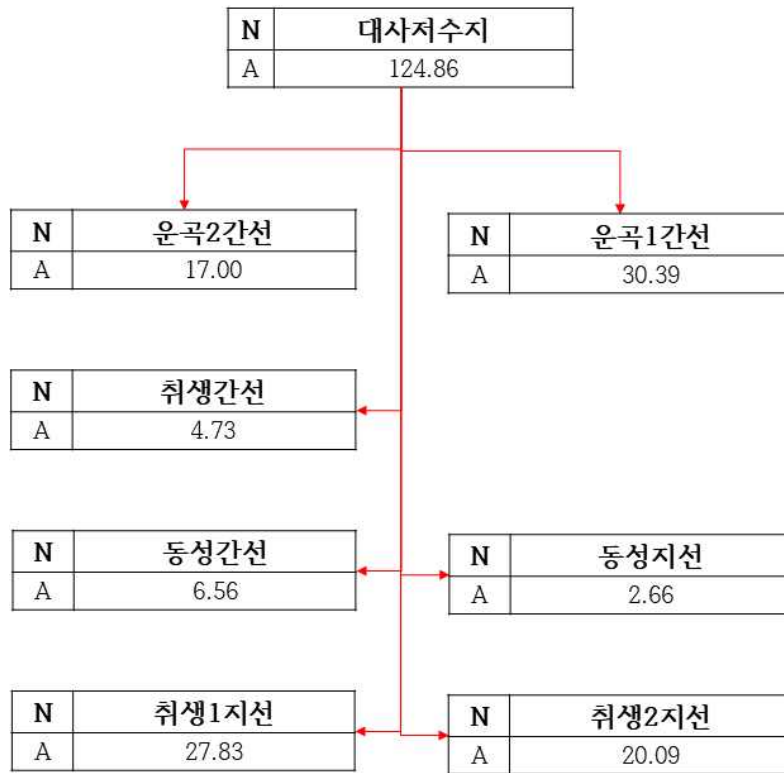 N 대사저수지
A 124.86
N 운곡2간선
A 17.00
N 운곡1간선
A 30.39
N 취생간선
A 4.73
N 동성간선
A 6.56
N 동성지선
A 2.66
N 취생1지선
A 27.83
N 취생2지선
A 20.09